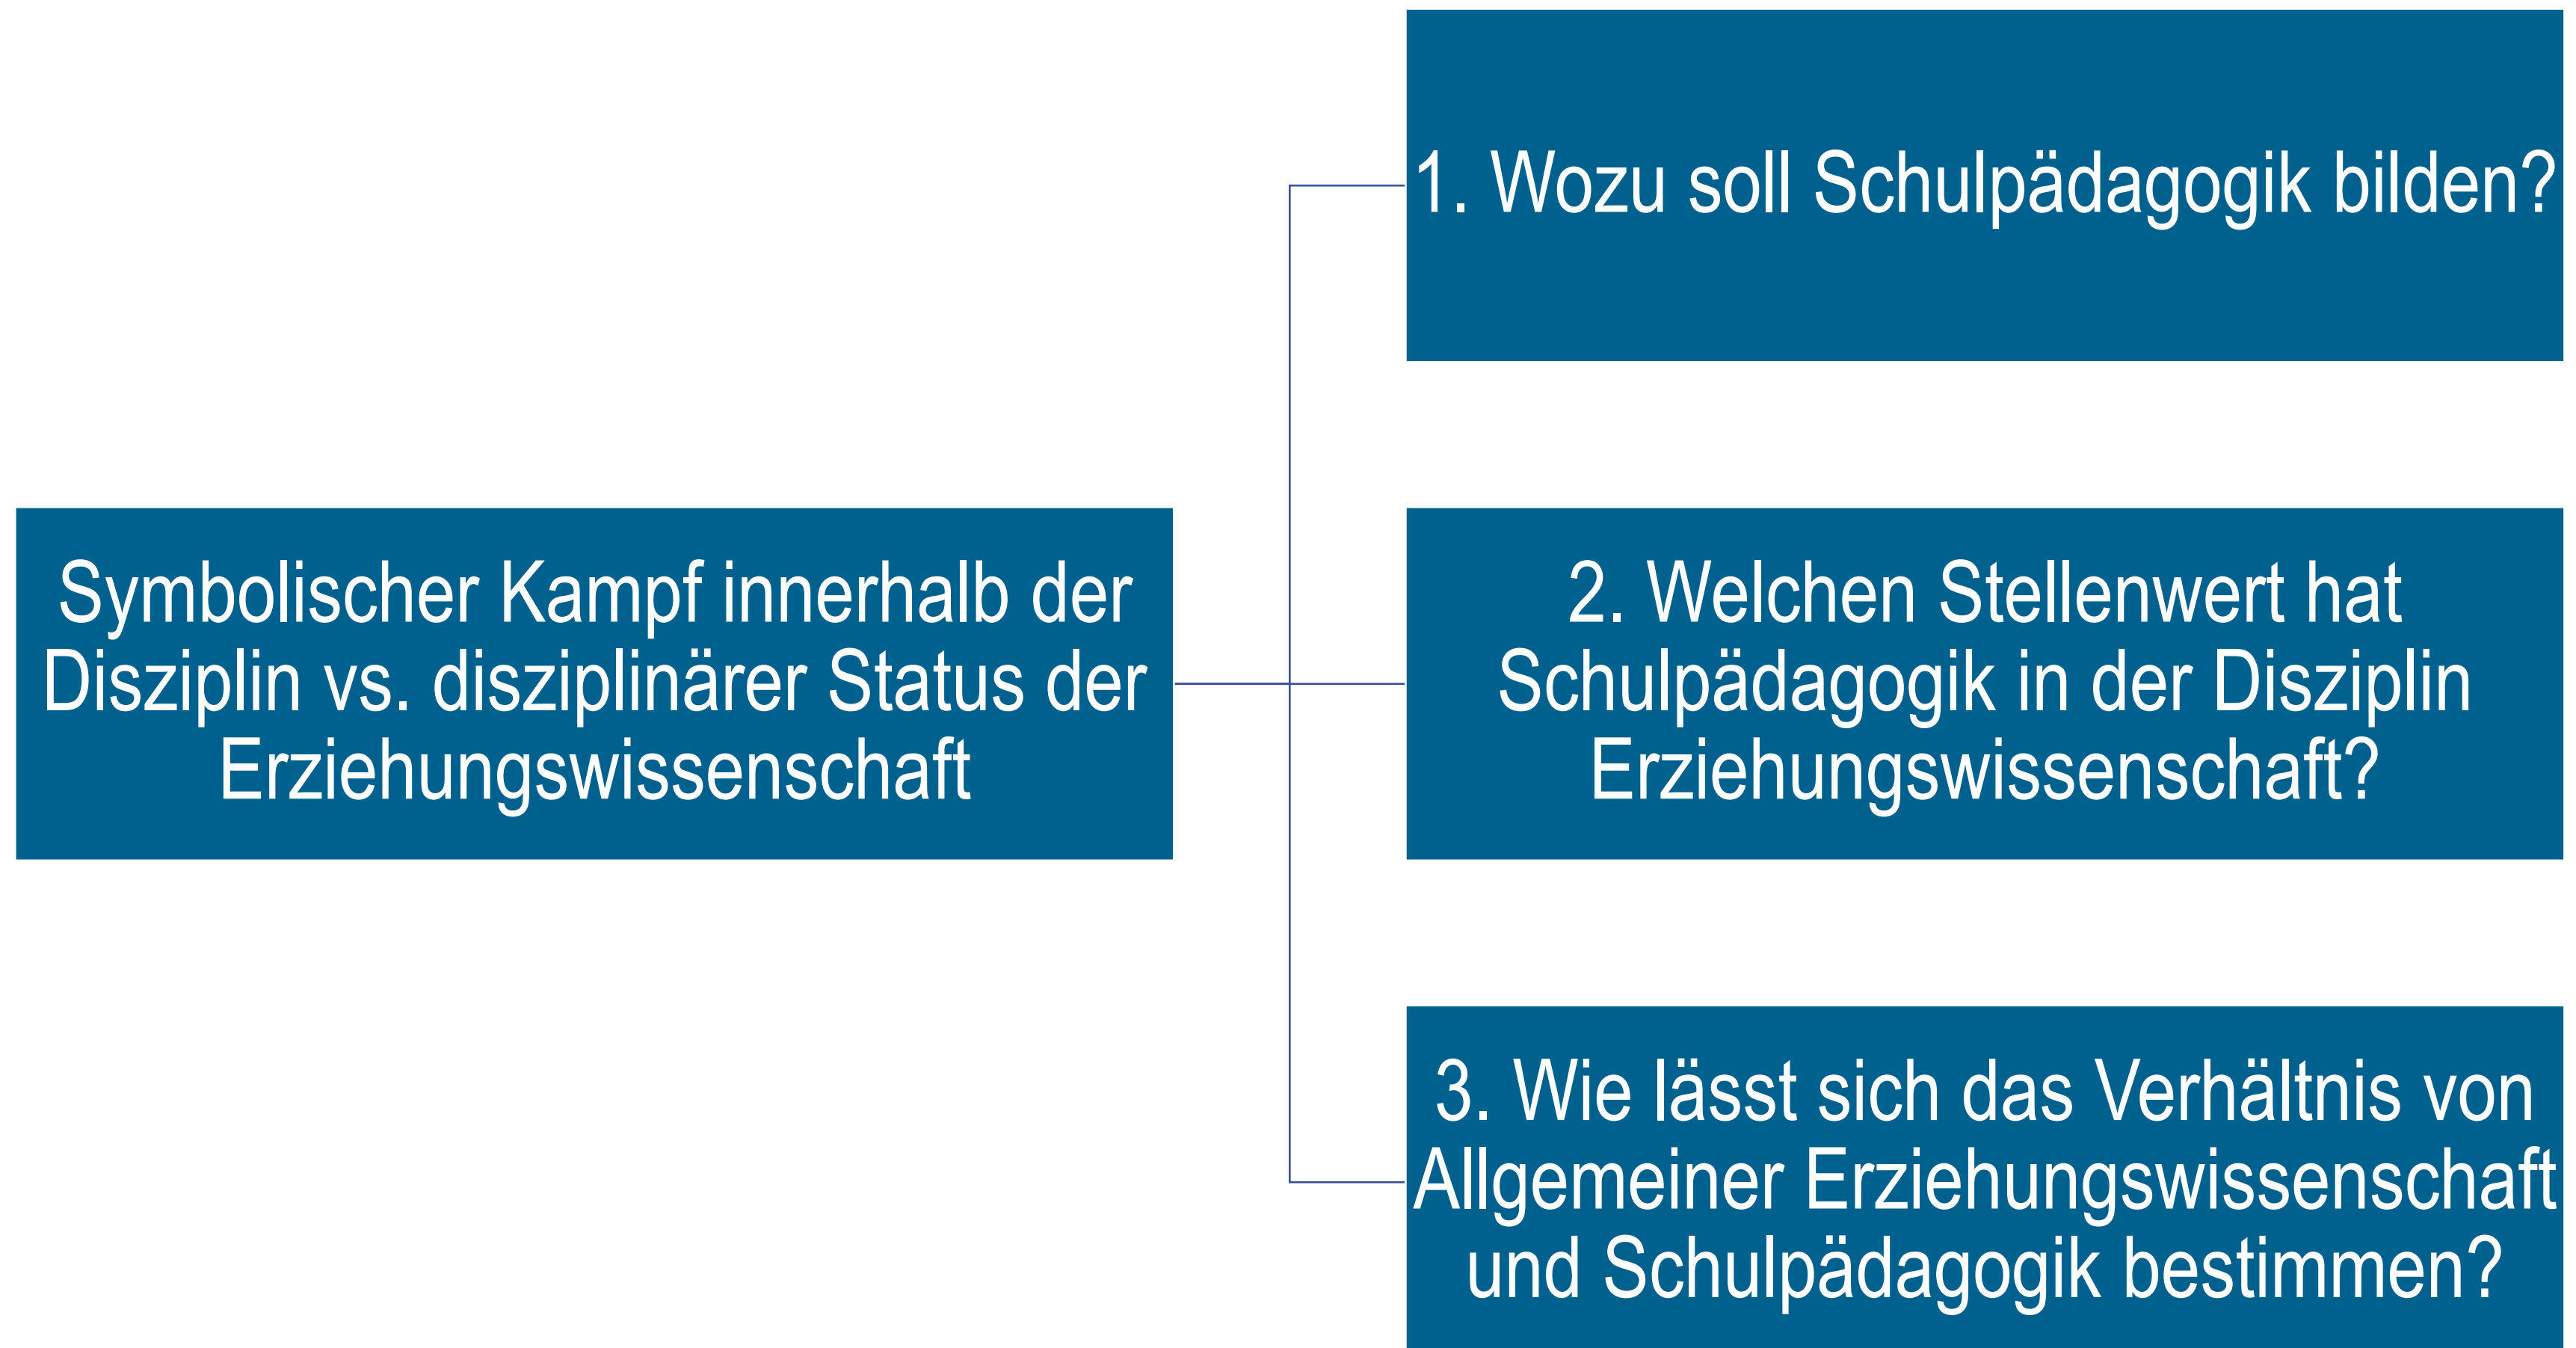 1. Wozu soll Schulpädagogik bilden?
Symbolischer Kampf innerhalb der
Disziplin vs. disziplinärer Status der
Erziehungswissenschaft
2. Welchen Stellenwert hat
Schulpädagogik in der Disziplin
Erziehungswissenschaft?
3. Wie lässt sich das Verhältnis von
Allgemeiner Erziehungswissenschaft
und Schulpädagogik bestimmen?